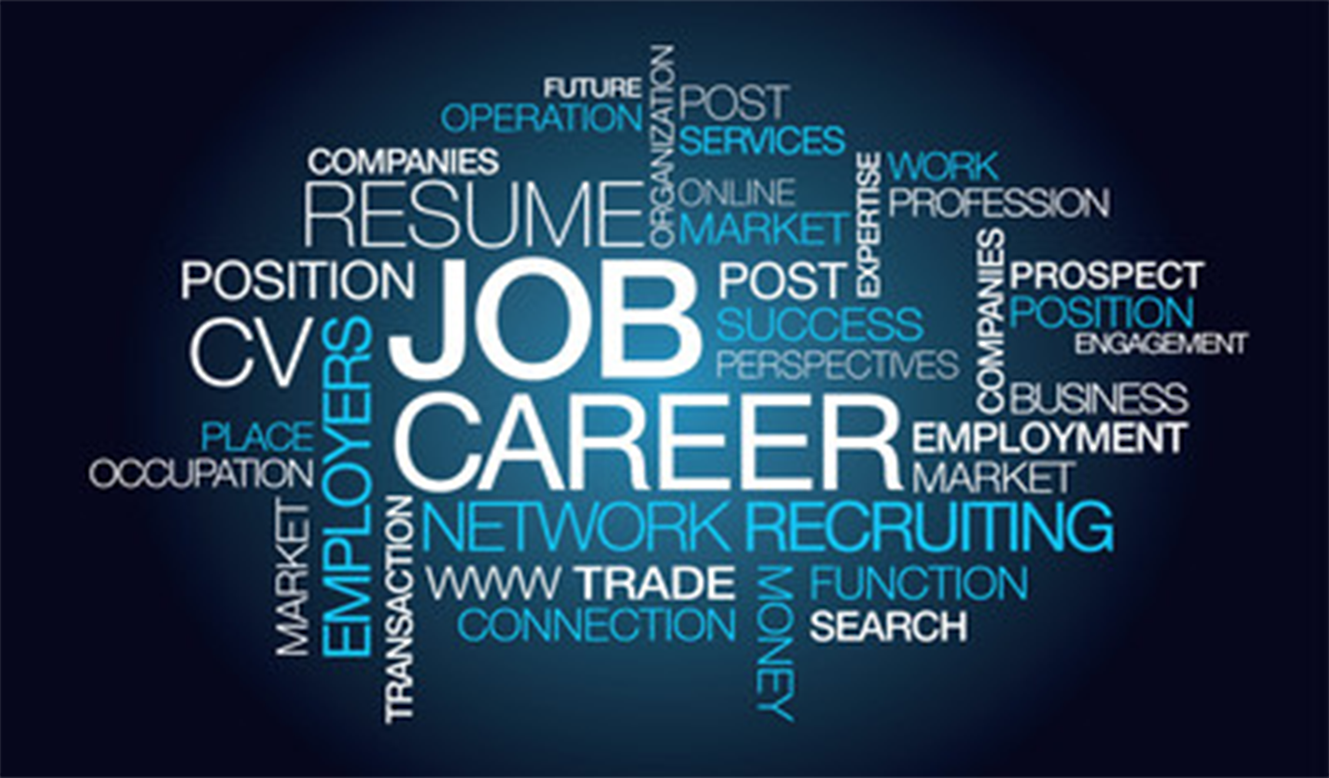 FUTURE
OPERATION
ORGANIZATION
POST
SERVICES
COMPANIES
RESUME
ONLINE
MARKET
EXPERTISE
WORK
PROFESSION
POSITION
JOB
POST
SUCCESS
PERSPECTIVES
COMPANIES
PROSPECT
POSITION
ENGAGEMENT
CV
EMPLOYERS
CAREER
BUSINESS
EMPLOYMENT
MARKET
PLACE
OCCUPATION
MARKET
TRANSACTION
NETWORK RECRUITING
WWW TRADE
CONNECTION
MONEY
FUNCTION
SEARCH